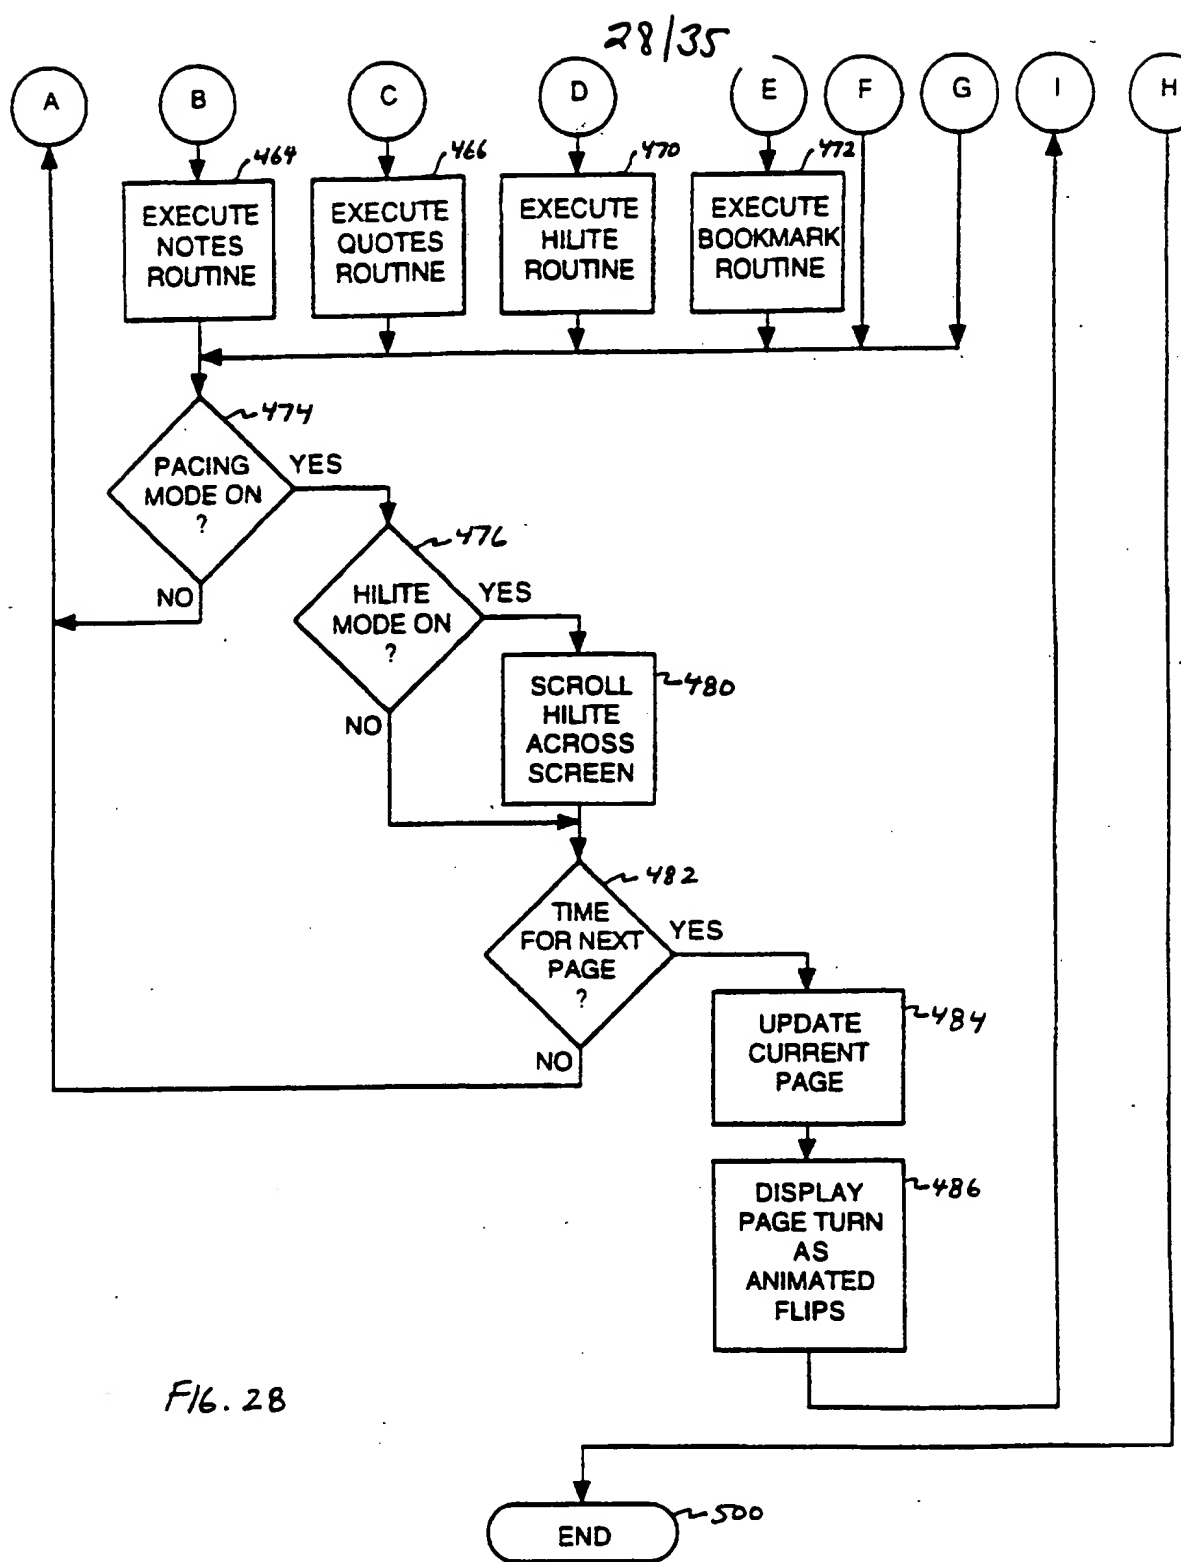 28/35
A
B
C
D
E
F
G
I
H
464
466
470
472
EXECUTE
NOTES
ROUTINE
EXECUTE
QUOTES
ROUTINE
EXECUTE
HILITE
ROUTINE
EXECUTE
BOOKMARK
ROUTINE
474
PACING
MODE ON
?
YES
NO
476
HILITE
MODE ON
?
YES
NO
480
SCROLL
HILITE
ACROSS
SCREEN
482
TIME
FOR NEXT
PAGE
?
YES
NO
484
UPDATE
CURRENT
PAGE
486
DISPLAY
PAGE TURN
AS
ANIMATED
FLIPS
FIG. 28
500
END